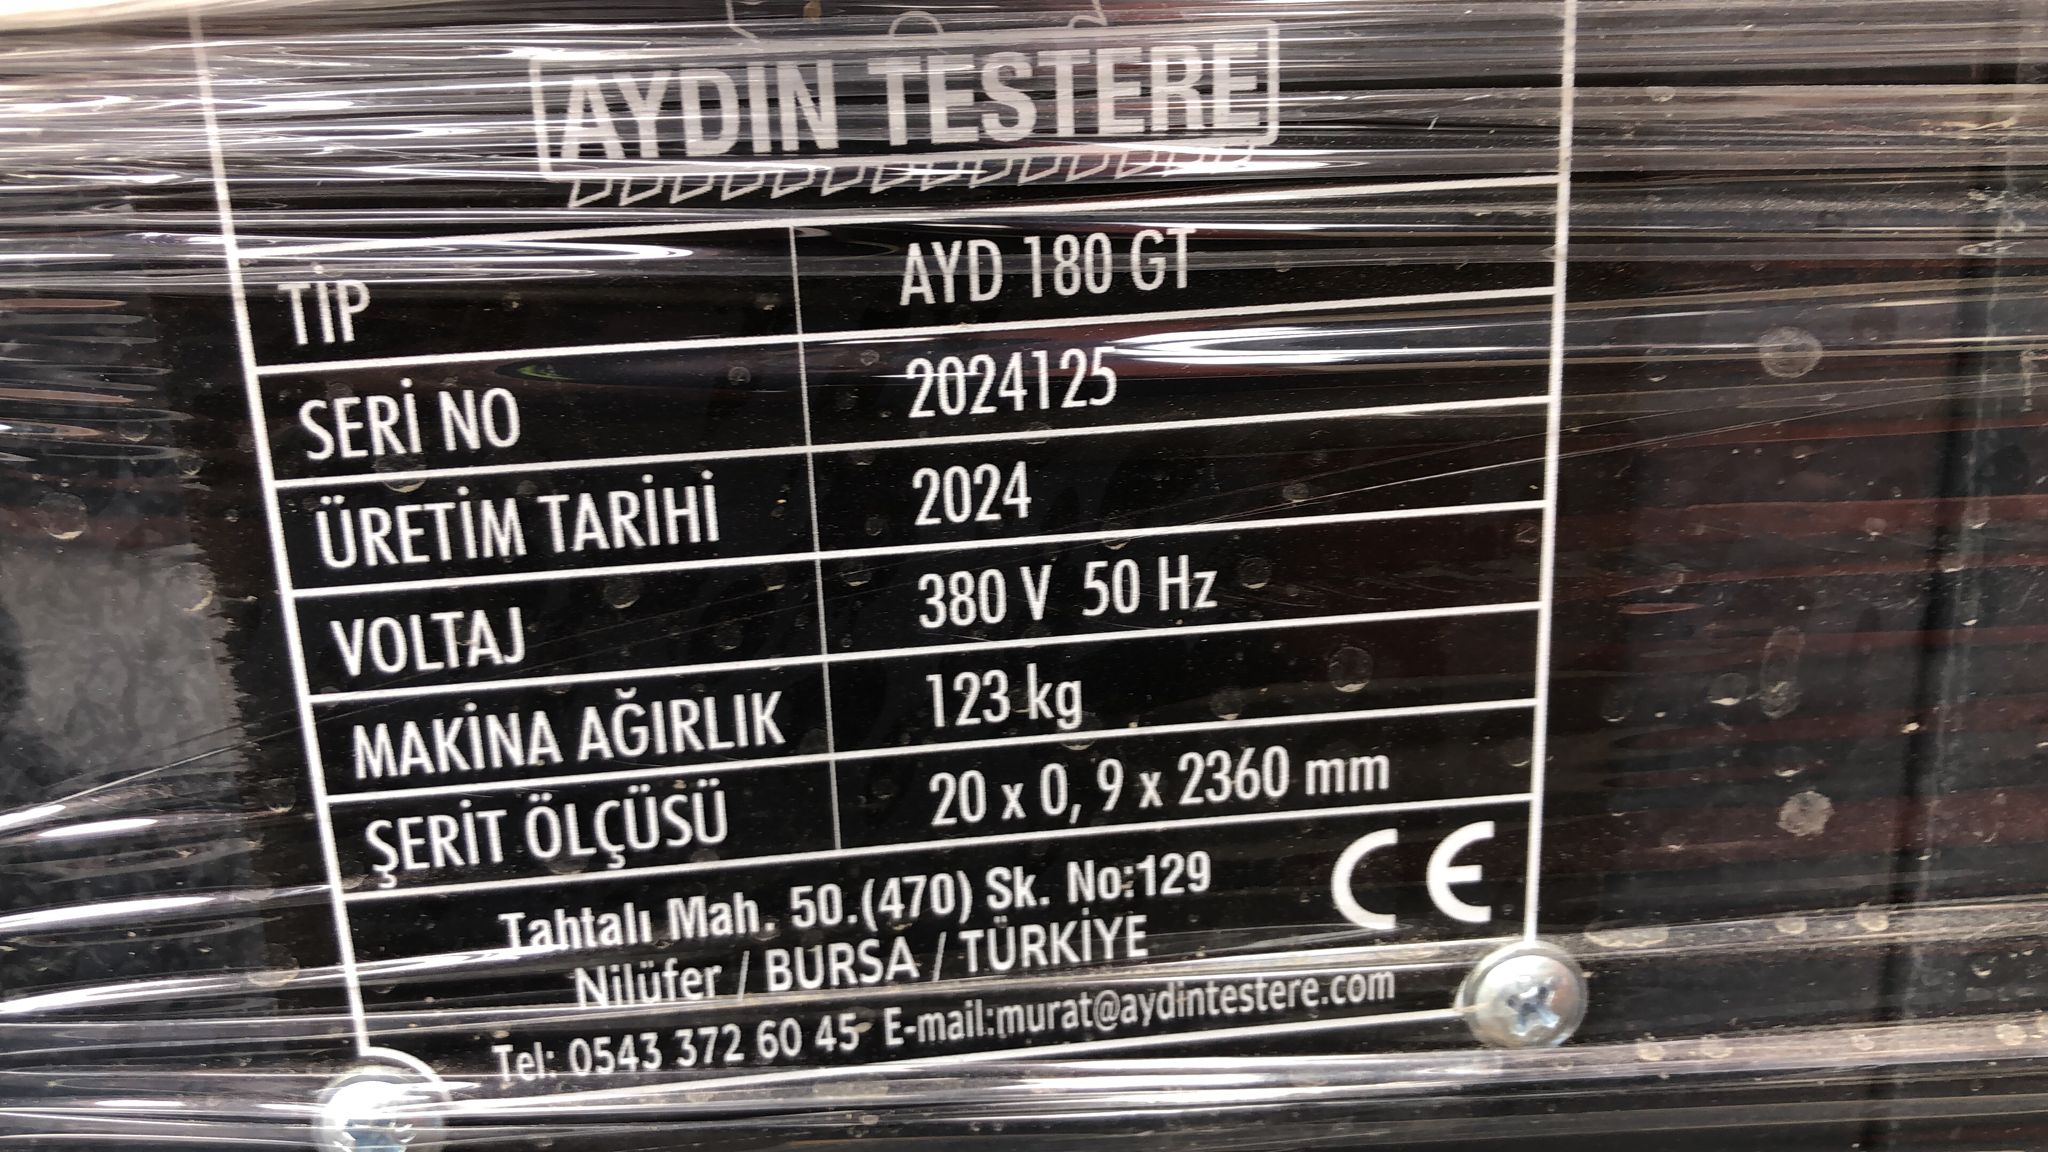 AYDIN TESTERE
TİP AYD 180 GT
SERİ NO 2024125
ÜRETİM TARİHİ 2024
VOLTAJ 380 V 50 Hz
MAKİNA AĞIRLIK 123 kg
ŞERİT ÖLÇÜSÜ 20 x 0, 9 x 2360 mm
Tahtalı Mah. 50.(470) Sk. No:129
Nilüfer / BURSA / TÜRKİYE
CE
Tel: 0543 372 60 45 E-mail:murat@aydintestere.com